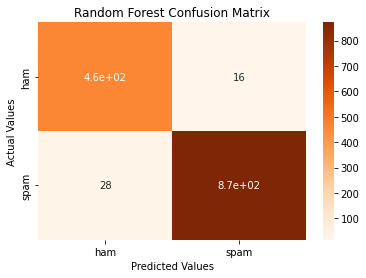 Random Forest Confusion Matrix
Actual Values
ham
4.6e+02
16
spam
28
8.7e+02
ham
spam
Predicted Values
800
700
600
500
400
300
200
100